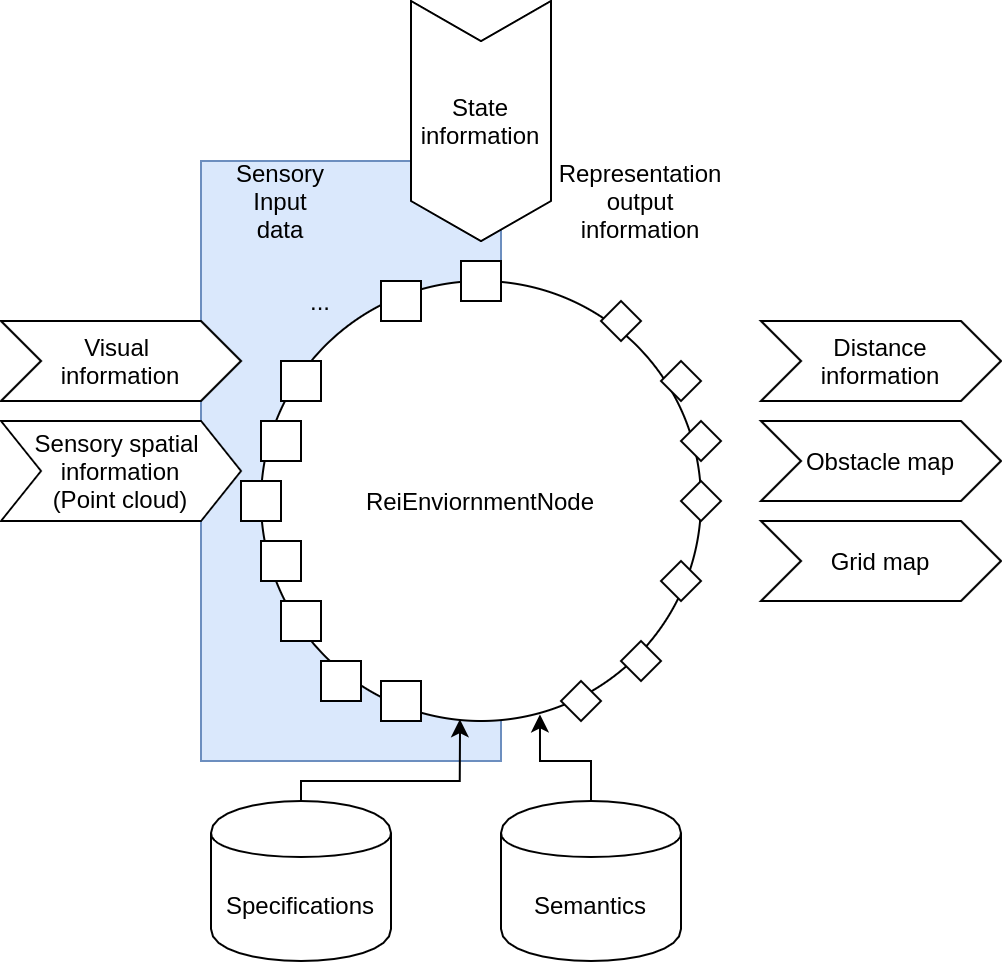 State
information
Sensory
Input
data
Representation
output
information
...
Visual
information
Sensory spatial
information
(Point cloud)
ReiEnviornmentNode
Distance
information
Obstacle map
Grid map
Specifications
Semantics